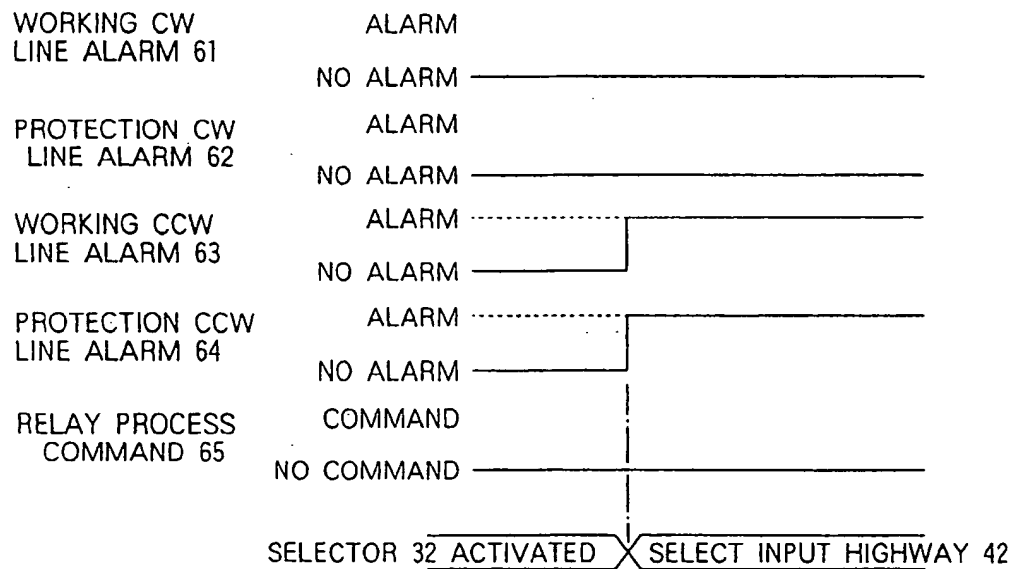 WORKING CW
LINE ALARM 61
ALARM
NO ALARM
PROTECTION CW
LINE ALARM 62
ALARM
NO ALARM
WORKING CCW
LINE ALARM 63
ALARM
NO ALARM
PROTECTION CCW
LINE ALARM 64
ALARM
NO ALARM
RELAY PROCESS
COMMAND 65
COMMAND
NO COMMAND
SELECTOR 32 ACTIVATED SELECT INPUT HIGHWAY 42